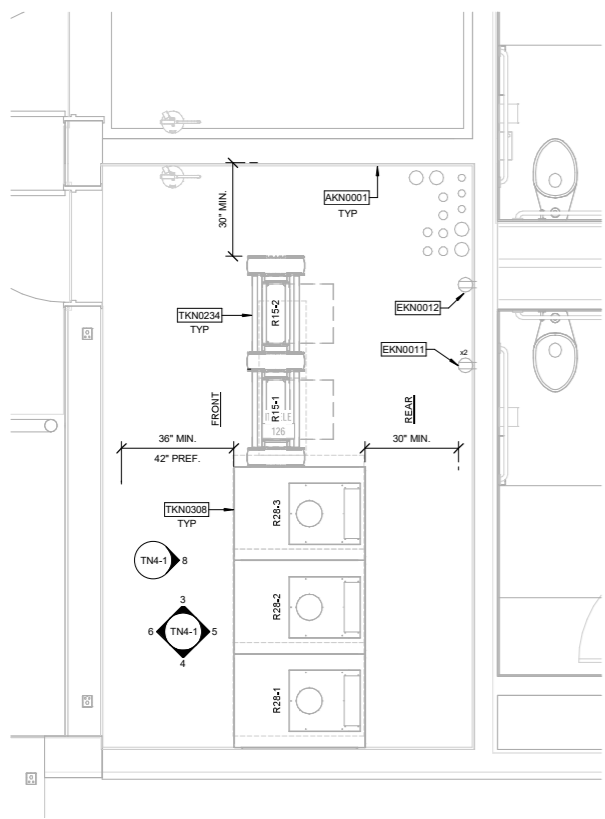 30" MIN.
AKN0001
TYP
TKN0234
TYP
R15-2
EKN0012
EKN0011
x2
FRONT
R15-1
126
REAR
36" MIN.
42" PREF.
30" MIN.
TKN0308
TYP
R28-3
TN4-1
8
3
6
TN4-1
5
4
R28-2
R28-1